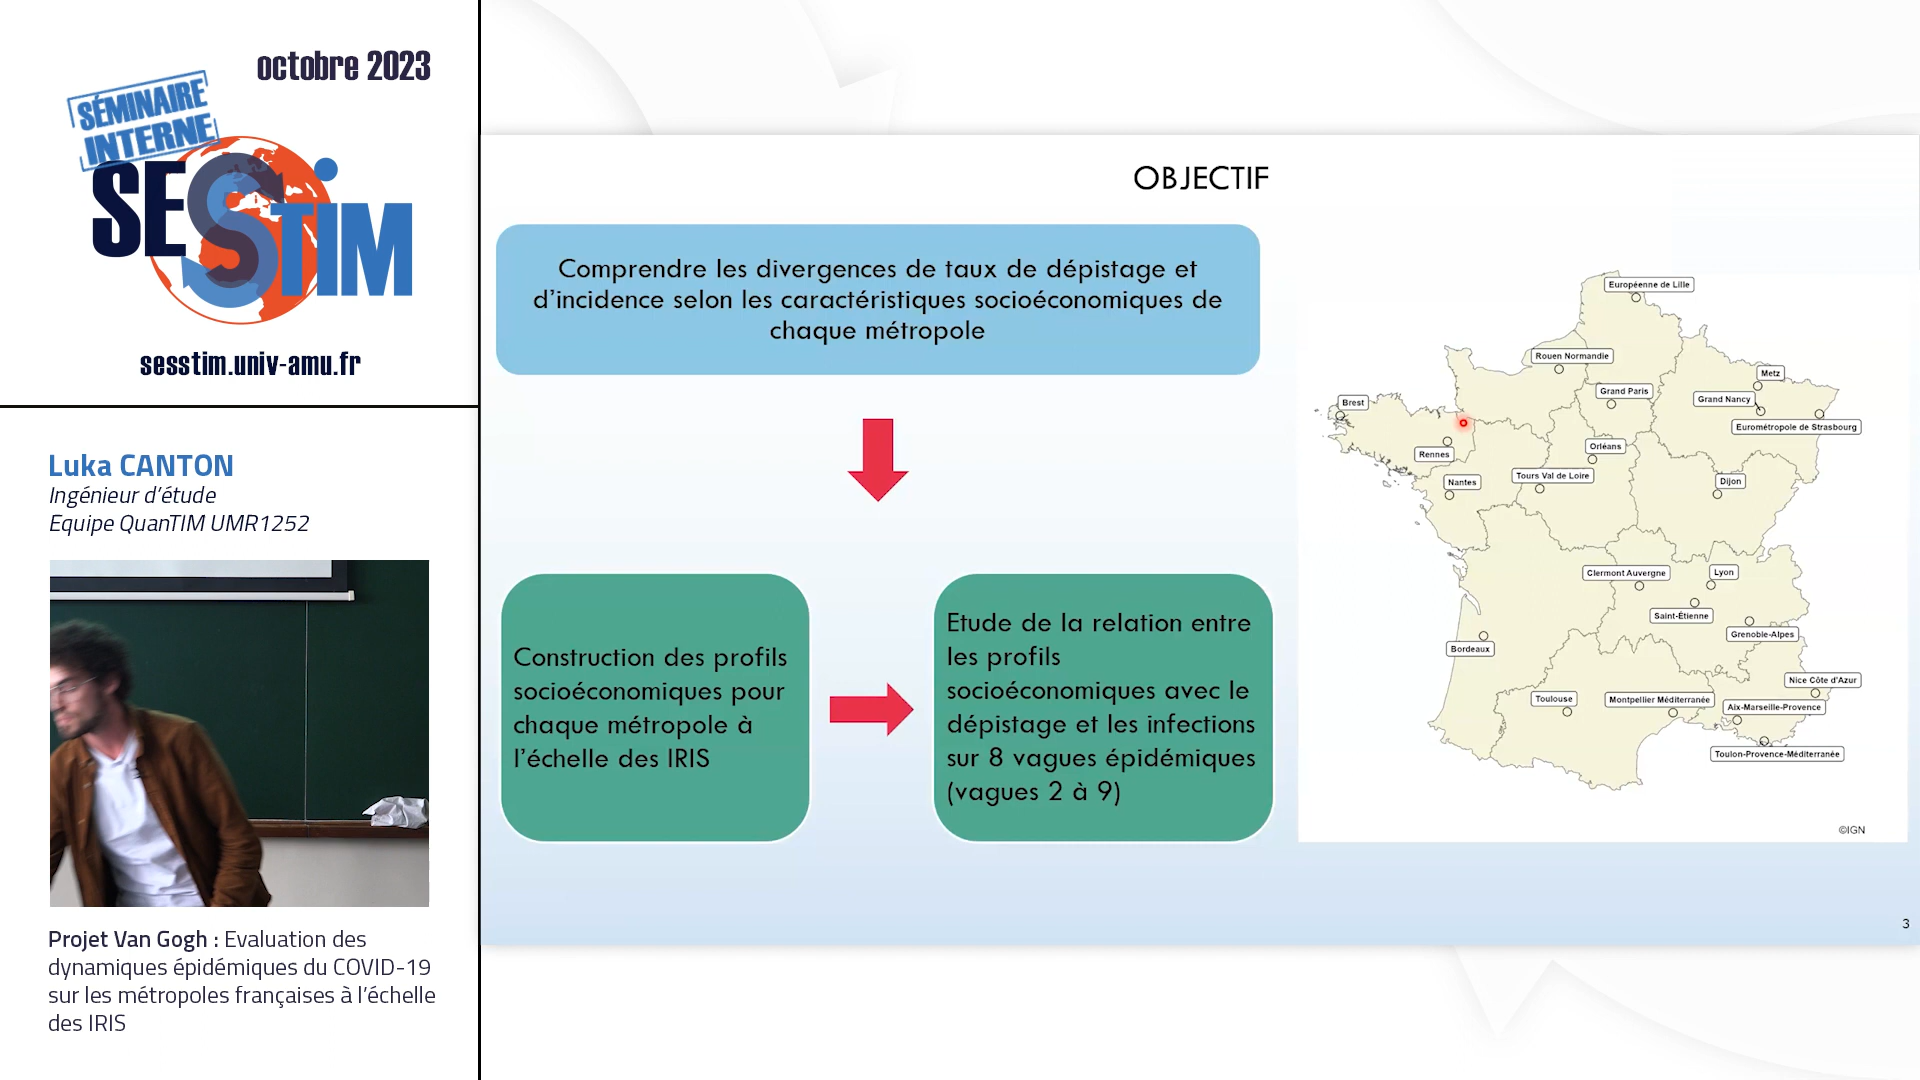 octobre 2023
SÉMINAIRE
INTERNE
SESSTIM
sesstim.univ-amu.fr
Luka CANTON
Ingénieur d'étude
Equipe QuanTIM UMR1252
Projet Van Gogh : Evaluation des
dynamiques épidémiques du COVID-19
sur les métropoles françaises à l'échelle
des IRIS
OBJECTIF
Comprendre les divergences de taux de dépistage et
d'incidence selon les caractéristiques socioéconomiques de
chaque métropole
Construction des profils
socioéconomiques pour
chaque métropole à
l'échelle des IRIS
Etude de la relation entre
les profils
socioéconomiques avec le
dépistage et les infections
sur 8 vagues épidémiques
(vagues 2 à 9)
Européenne de Lille
Rouen Normandie
Metz
Grand Paris
Grand Nancy
Brest
Eurométropole de Strasbourg
Orléans
Rennes
Tours Val de Loire
Nantes
Dijon
Clermont Auvergne
Lyon
Saint-Étienne
Grenoble-Alpes
Bordeaux
Nice Côte d'Azur
Toulouse
Montpellier Méditerranée
Aix-Marseille-Provence
Toulon-Provence-Méditerranée
©IGN
3